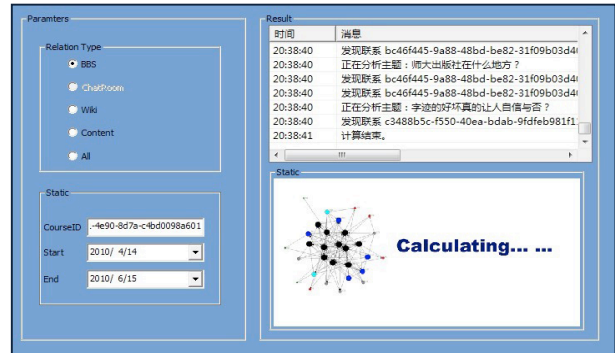 Paramters
Relation Type
BBS
ChatRoom
Wiki
Content
All
Static
CourseID
.-4e90-8d7a-c4bd0098a601
Start
2010/ 4/14
End
2010/ 6/15
Result
时间 消息
20:38:40 发现联系 bc46f445-9a88-48bd-be82-31f09b03d4
20:38:40 正在分析主题：师大出版社在什么地方？
20:38:40 发现联系 bc46f445-9a88-48bd-be82-31f09b03d4
20:38:40 发现联系 bc46f445-9a88-48bd-be82-31f09b03d4
20:38:40 正在分析主题：字迹的好坏真的让人自信与否？
20:38:40 发现联系 c3488b5c-f550-40ea-bdab-9fdfeb981f1
20:38:41 计算结束。
Static
Calculating... ...